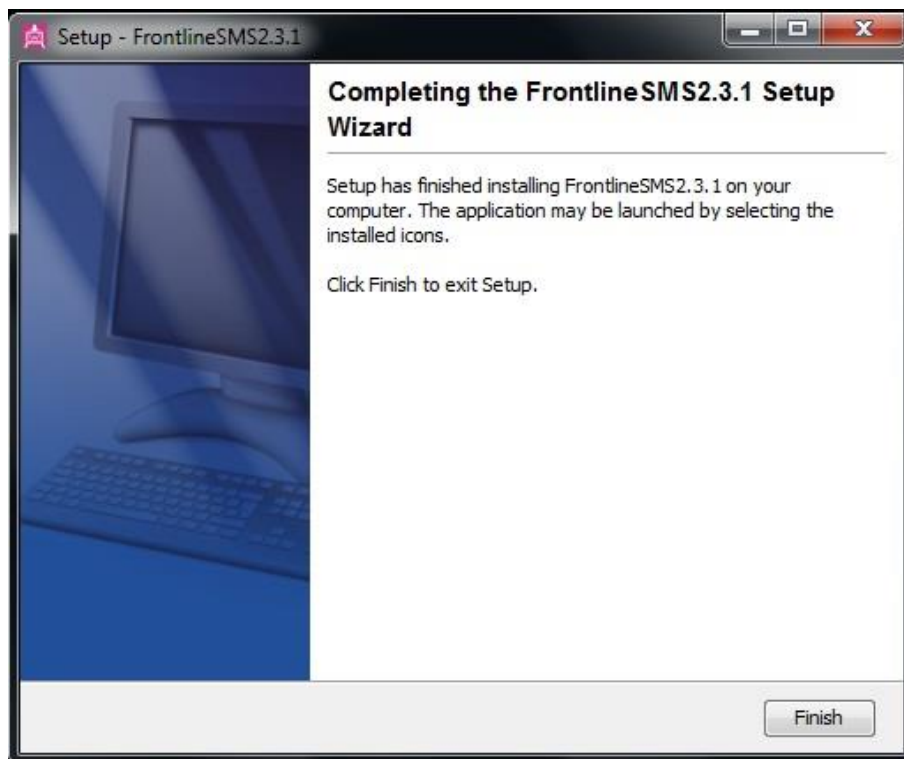 Setup - FrontlineSMS2.3.1
Completing the FrontlineSMS2.3.1 Setup
Wizard
Setup has finished installing FrontlineSMS2.3.1 on your
computer. The application may be launched by selecting the
installed icons.
Click Finish to exit Setup.
Finish